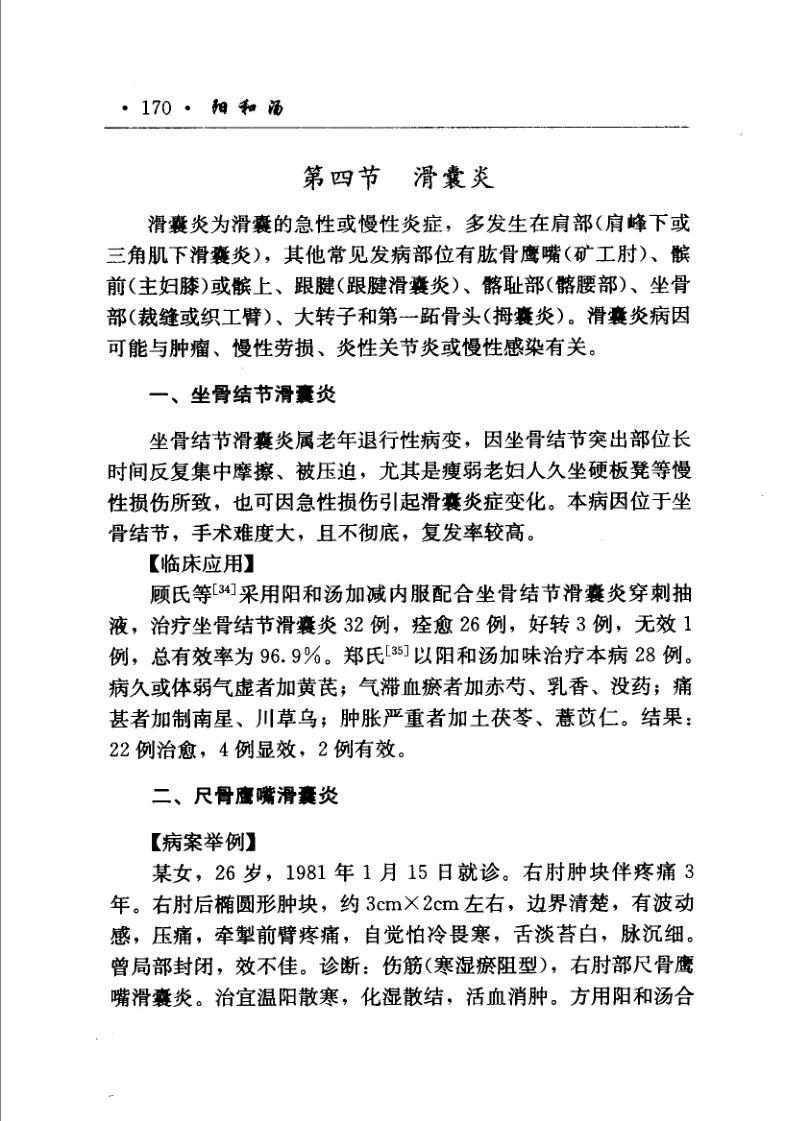 · 170 · 阳和汤
第四节 滑囊炎
滑囊炎为滑囊的急性或慢性炎症，多发生在肩部(肩峰下或
三角肌下滑囊炎)，其他常见发病部位有肱骨鹰嘴(矿工肘)、髌
前(主妇膝)或髌上、跟腱(跟腱滑囊炎)、髂耻部(髂腰部)、坐骨
部(裁缝或织工臂)、大转子和第一跖骨头(拇囊炎)。滑囊炎病因
可能与肿瘤、慢性劳损、炎性关节炎或慢性感染有关。
一、坐骨结节滑囊炎
坐骨结节滑囊炎属老年退行性病变，因坐骨结节突出部位长
时间反复集中摩擦、被压迫，尤其是瘦弱老妇人久坐硬板凳等慢
性损伤所致，也可因急性损伤引起滑囊炎症变化。本病因位于坐
骨结节，手术难度大，且不彻底，复发率较高。
【临床应用】
顾氏等[34]采用阳和汤加减内服配合坐骨结节滑囊炎穿刺抽
液，治疗坐骨结节滑囊炎 32 例，痊愈 26 例，好转 3 例，无效 1
例，总有效率为 96.9%。郑氏[35]以阳和汤加味治疗本病 28 例。
病久或体弱气虚者加黄芪；气滞血瘀者加赤芍、乳香、没药；痛
甚者加制南星、川草乌；肿胀严重者加土茯苓、薏苡仁。结果：
22 例治愈，4 例显效，2 例有效。
二、尺骨鹰嘴滑囊炎
【病案举例】
某女，26 岁，1981 年 1 月 15 日就诊。右肘肿块伴疼痛 3
年。右肘后椭圆形肿块，约 3cm×2cm 左右，边界清楚，有波动
感，压痛，牵掣前臂疼痛，自觉怕冷畏寒，舌淡苔白，脉沉细。
曾局部封闭，效不佳。诊断：伤筋(寒湿瘀阻型)，右肘部尺骨鹰
嘴滑囊炎。治宜温阳散寒，化湿散结，活血消肿。方用阳和汤合